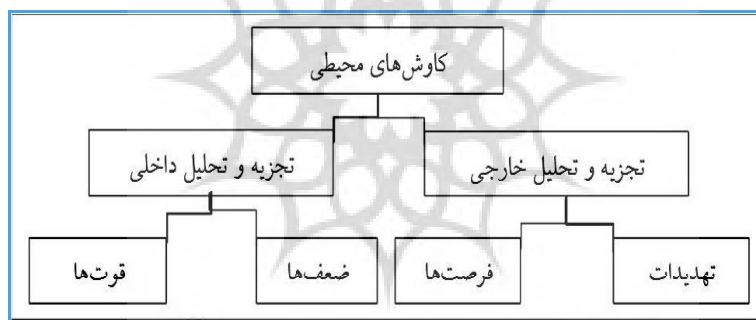 کاوش‌های محیطی
تجزیه و تحلیل خارجی
تجزیه و تحلیل داخلی
تهدیدات
فرصت‌ها
ضعف‌ها
قوت‌ها